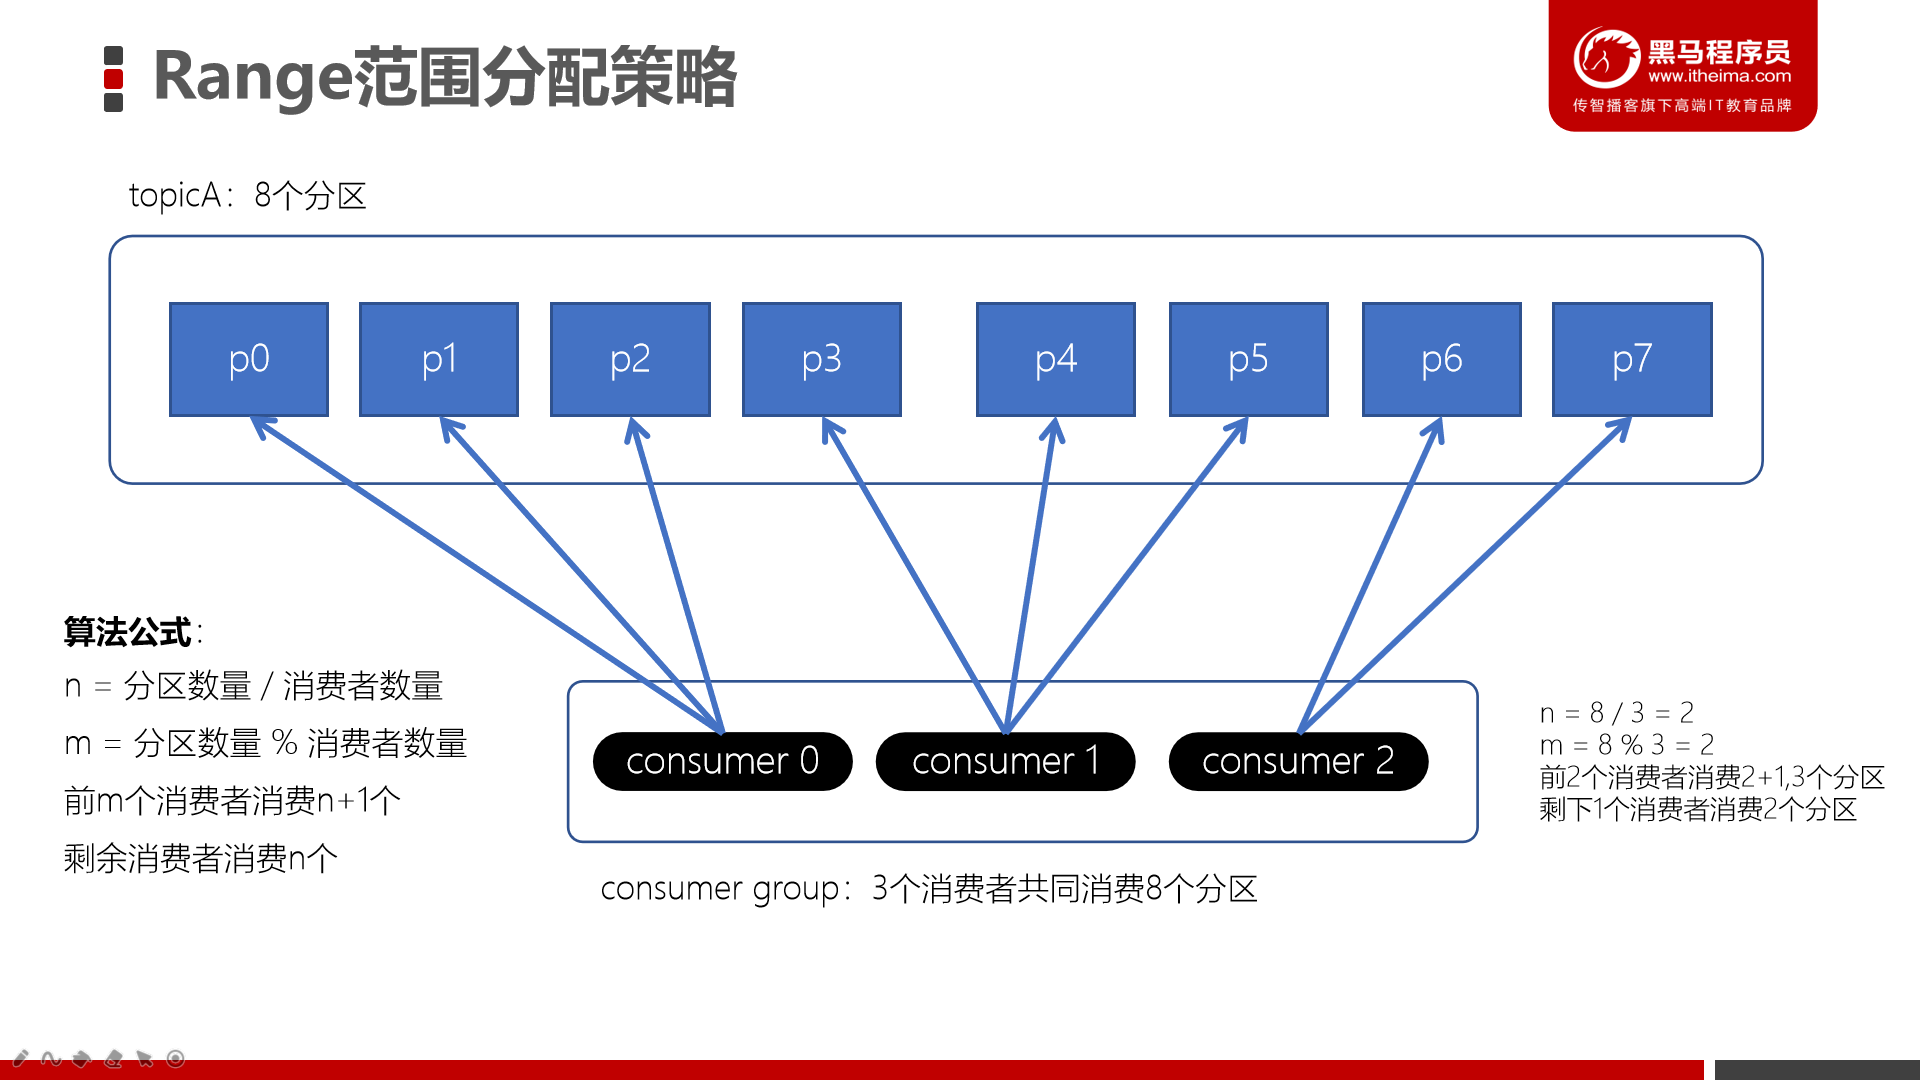 Range范围分配策略
黑马程序员
www.itheima.com
传智播客旗下高端IT教育品牌
topicA：8个分区
p0 p1 p2 p3 p4 p5 p6 p7
算法公式：
n = 分区数量 / 消费者数量
m = 分区数量 % 消费者数量
前m个消费者消费n+1个
剩余消费者消费n个
consumer 0 consumer 1 consumer 2
n = 8 / 3 = 2
m = 8 % 3 = 2
前2个消费者消费2+1,3个分区
剩下1个消费者消费2个分区
consumer group：3个消费者共同消费8个分区